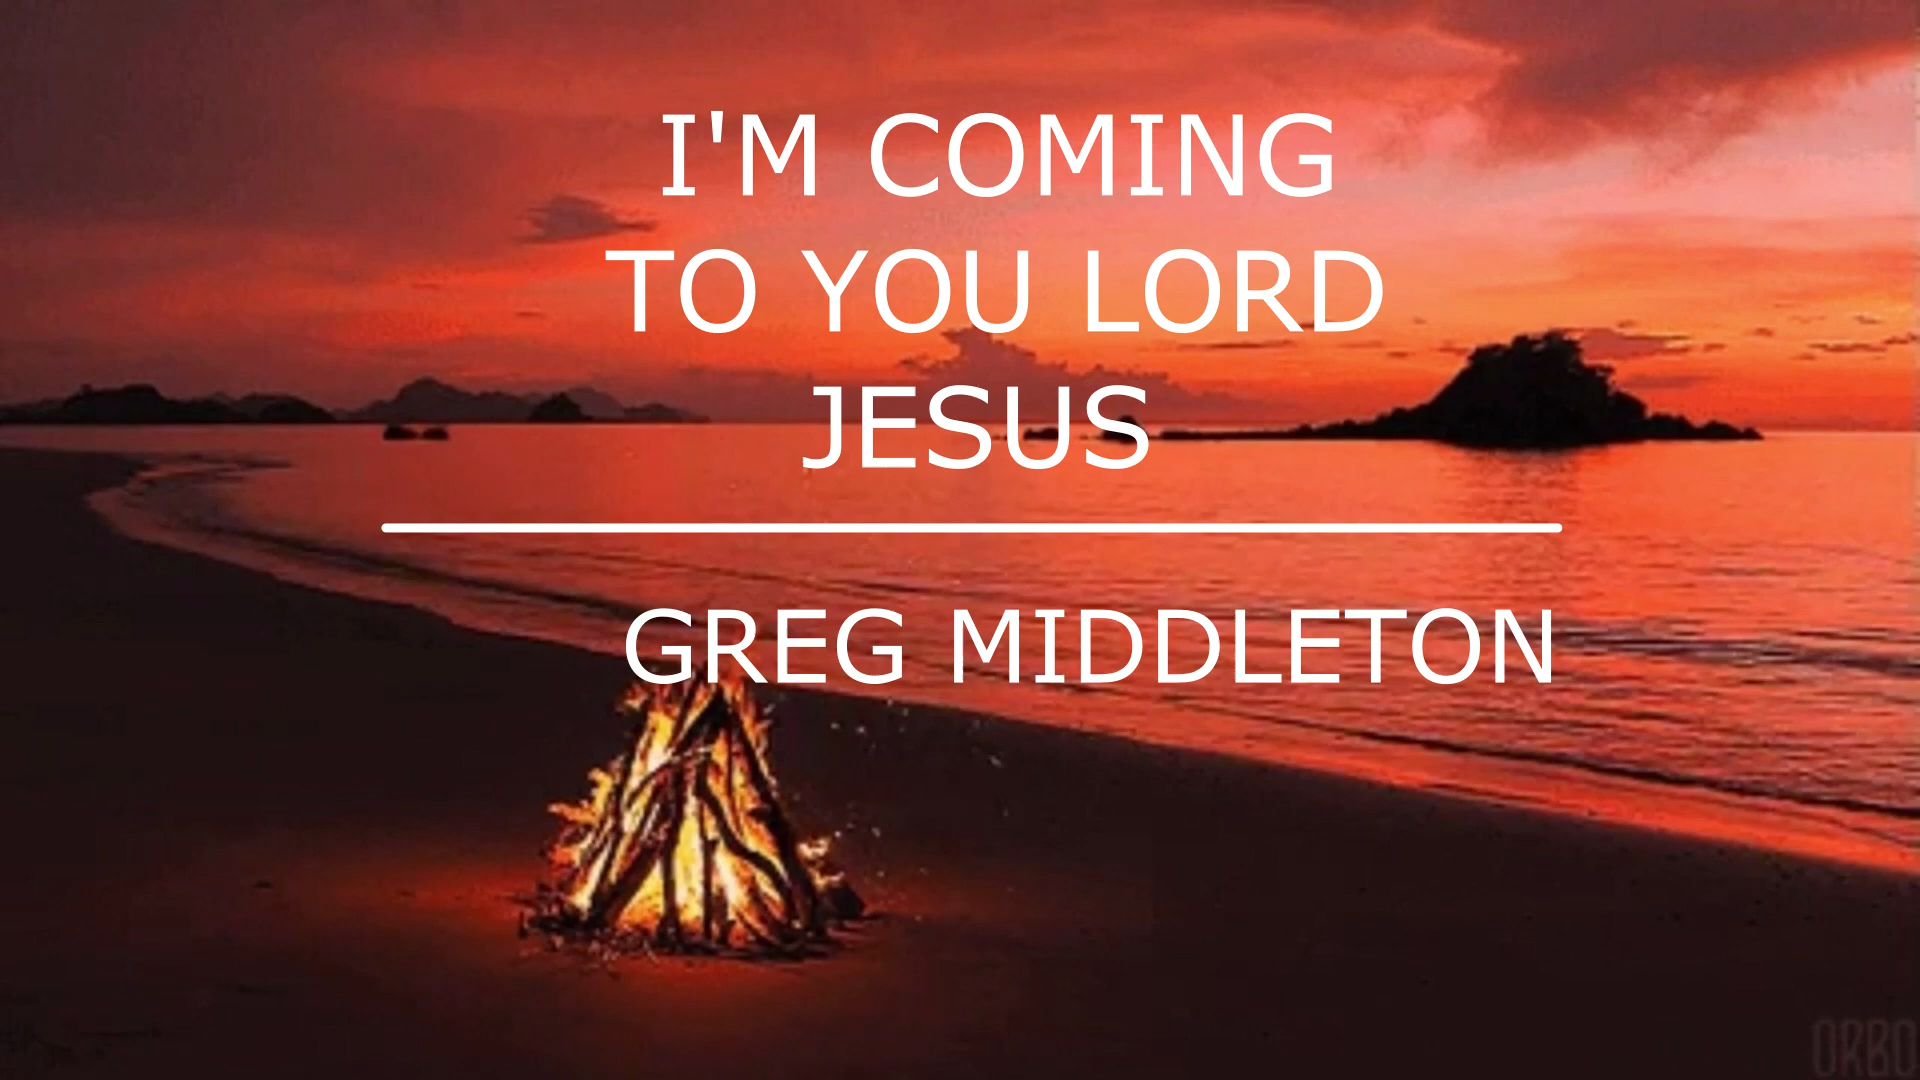 I'M COMING
TO YOU LORD
JESUS
GREG MIDDLETON
ORBO